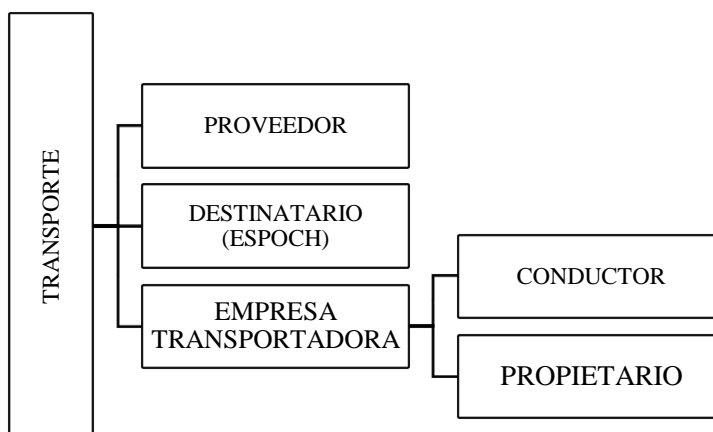 TRANSPORTE
PROVEEDOR
DESTINATARIO
(ESPOCH)
EMPRESA
TRANSPORTADORA
CONDUCTOR
PROPIETARIO